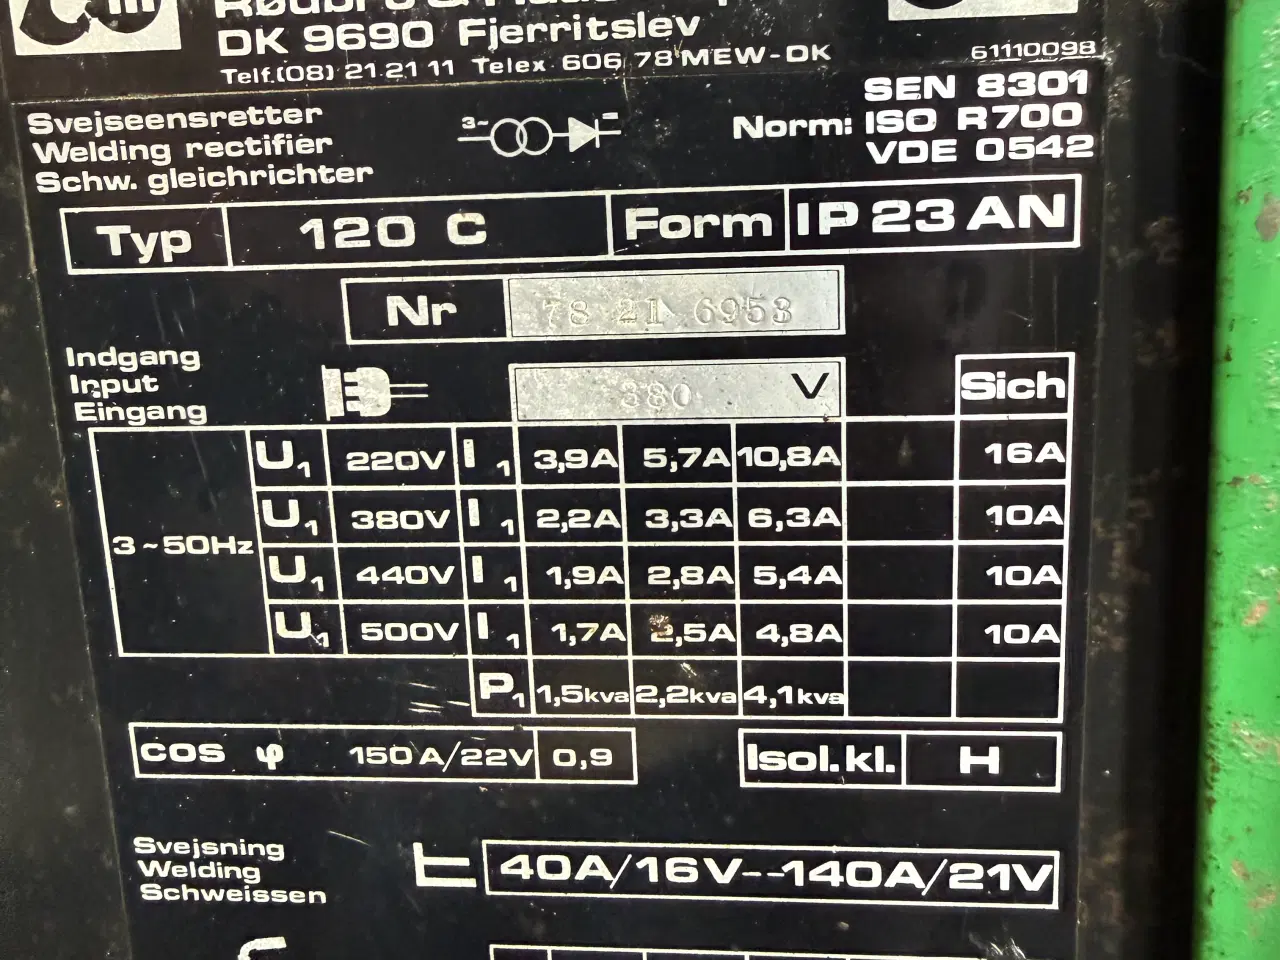 DK 9690 Fjerritslev
Telf.(08) 21.21 11 Telex 606 78 MEW-DK
61110098
Svejseensretter
Welding rectifier
Schw. gleichrichter
3~
Norm: SEN 8301
ISO R700
VDE 0542
Typ 120 C Form IP 23 AN
Nr 78 21 6953
Indgang
Input
Eingang
380 V
Sich
3~50Hz
U1 220V I1 3,9A 5,7A 10,8A 16A
U1 380V I1 2,2A 3,3A 6,3A 10A
U1 440V I1 1,9A 2,8A 5,4A 10A
U1 500V I1 1,7A 2,5A 4,8A 10A
P1 1,5kva 2,2kva 4,1kva
cos φ 150A/22V 0,9 Isol.kl. H
Svejsning
Welding
Schweissen
40A/16V--140A/21V